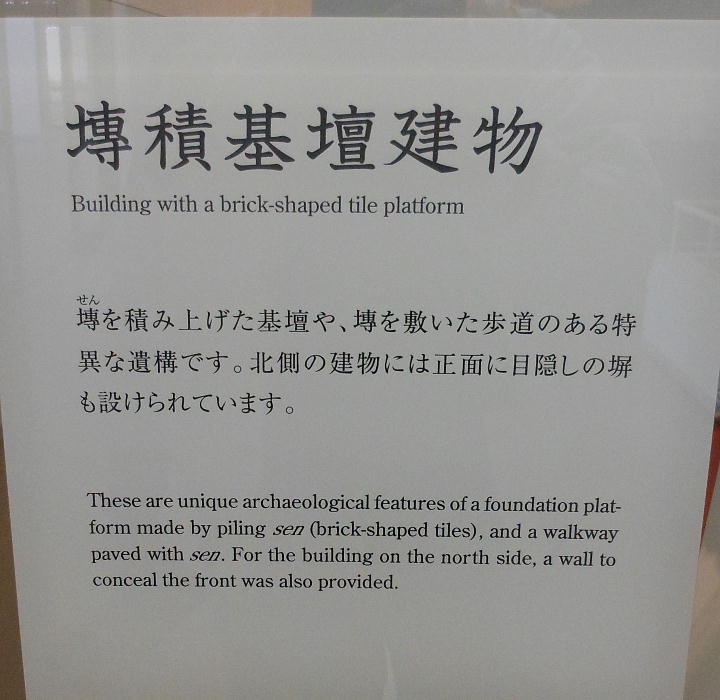 塼積基壇建物
Building with a brick-shaped tile platform
せん
塼を積み上げた基壇や、塼を敷いた歩道のある特
異な遺構です。北側の建物には正面に目隠しの塀
も設けられています。
These are unique archaeological features of a foundation plat-
form made by piling sen (brick-shaped tiles), and a walkway
paved with sen. For the building on the north side, a wall to
conceal the front was also provided.